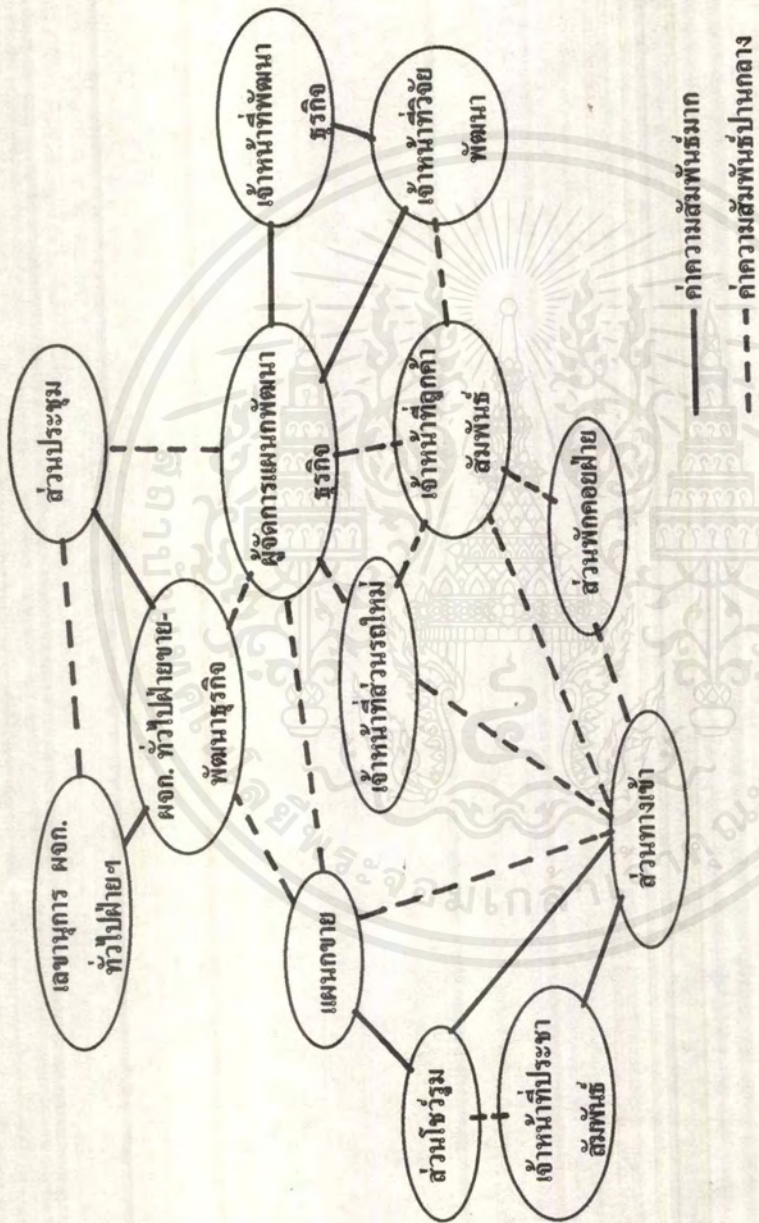 เลขานุการ ผจก.
ทั่วไปฝ่ายฯ
ส่วนประชุม
ผจก. ทั่วไปฝ่ายขาย-
พัฒนาธุรกิจ
ผู้จัดการแผนกพัฒนา
ธุรกิจ
เจ้าหน้าที่พัฒนา
ธุรกิจ
แผนกขาย
เจ้าหน้าที่ส่วนรถใหม่
เจ้าหน้าที่ลูกค้า
สัมพันธ์
เจ้าหน้าที่วิจัย
พัฒนา
ส่วนโชว์รูม
เจ้าหน้าที่ประชา
สัมพันธ์
ส่วนทางเข้า
ส่วนพักคอยฝ่าย
ค่าความสัมพันธ์มาก
ค่าความสัมพันธ์ปานกลาง